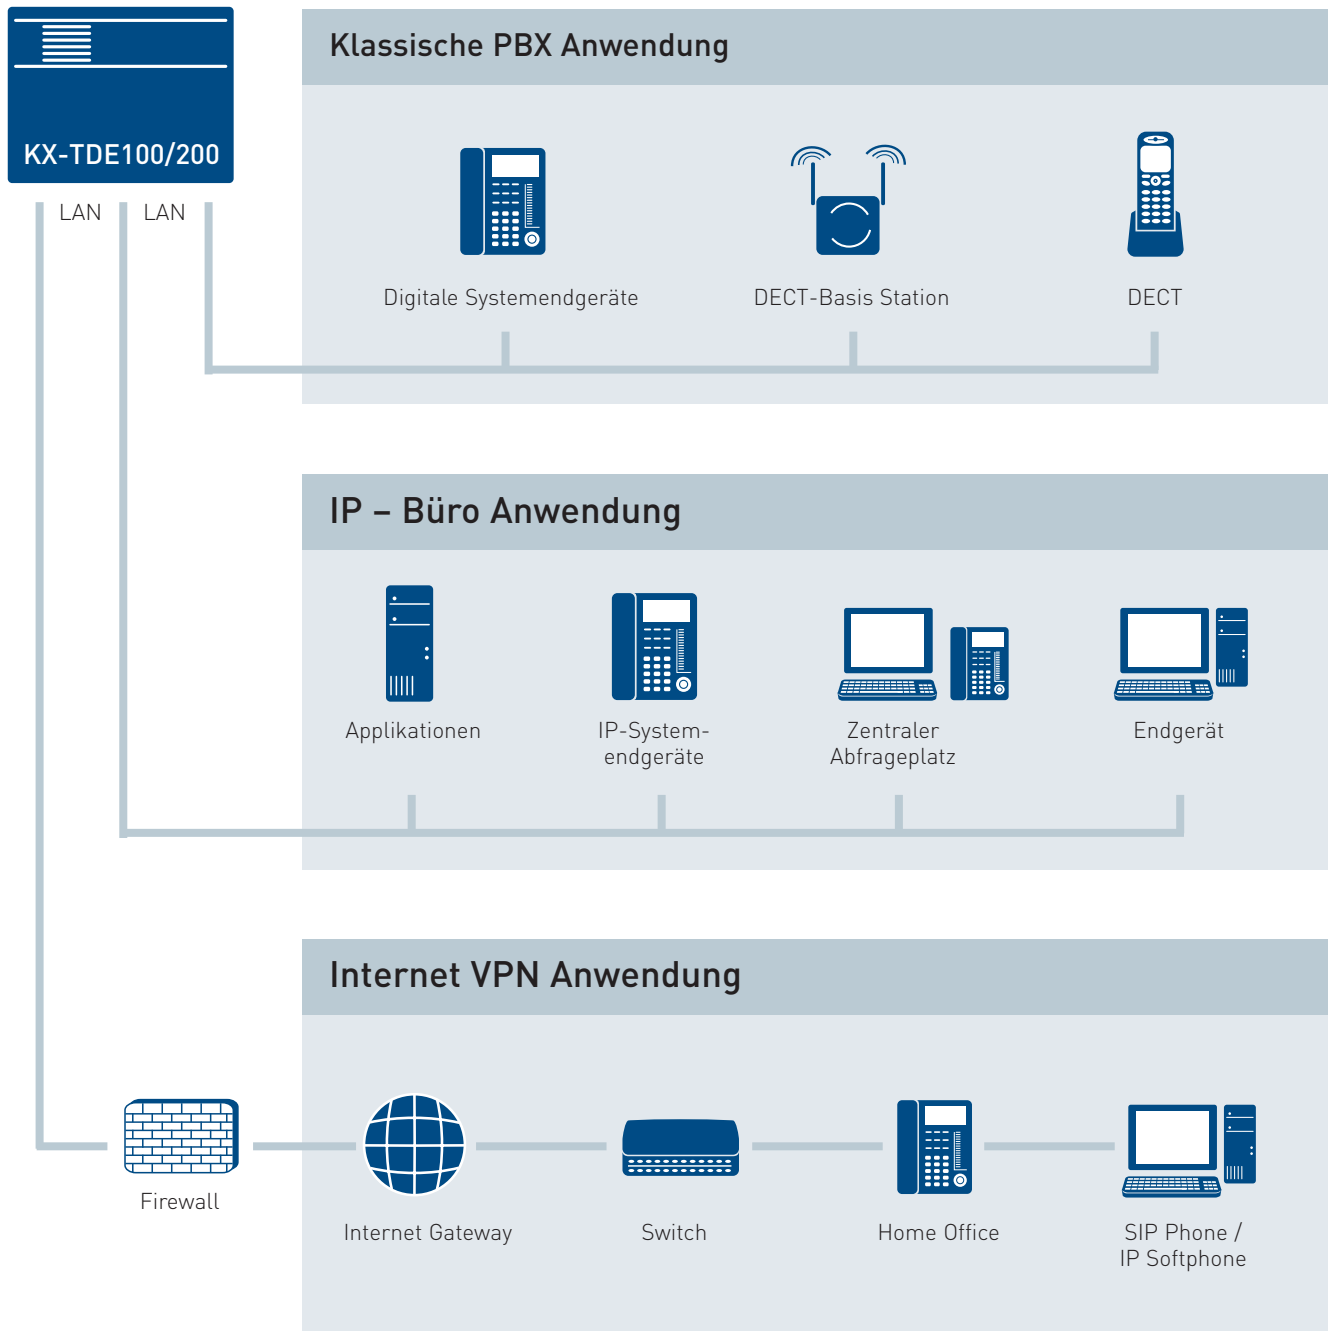 KX-TDE100/200
LAN
LAN
Klassische PBX Anwendung
Digitale Systemendgeräte
DECT-Basis Station
DECT
IP – Büro Anwendung
Applikationen
IP-System-
endgeräte
Zentraler
Abfrageplatz
Endgerät
Internet VPN Anwendung
Firewall
Internet Gateway
Switch
Home Office
SIP Phone /
IP Softphone